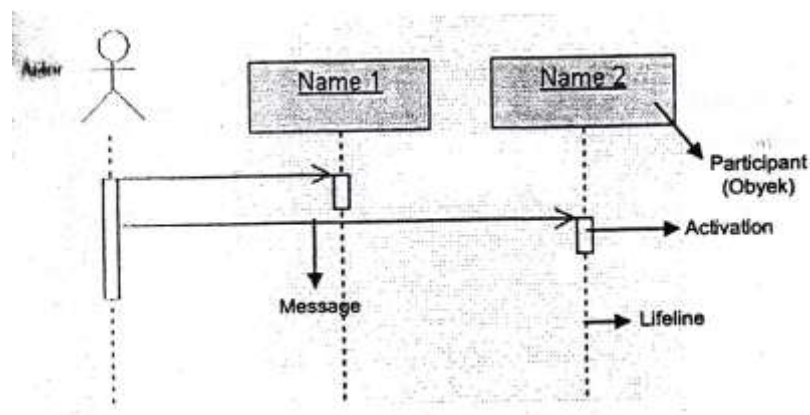 Name 1
Name 2
Participant
(Obyek)
Activation
Message
Lifeline